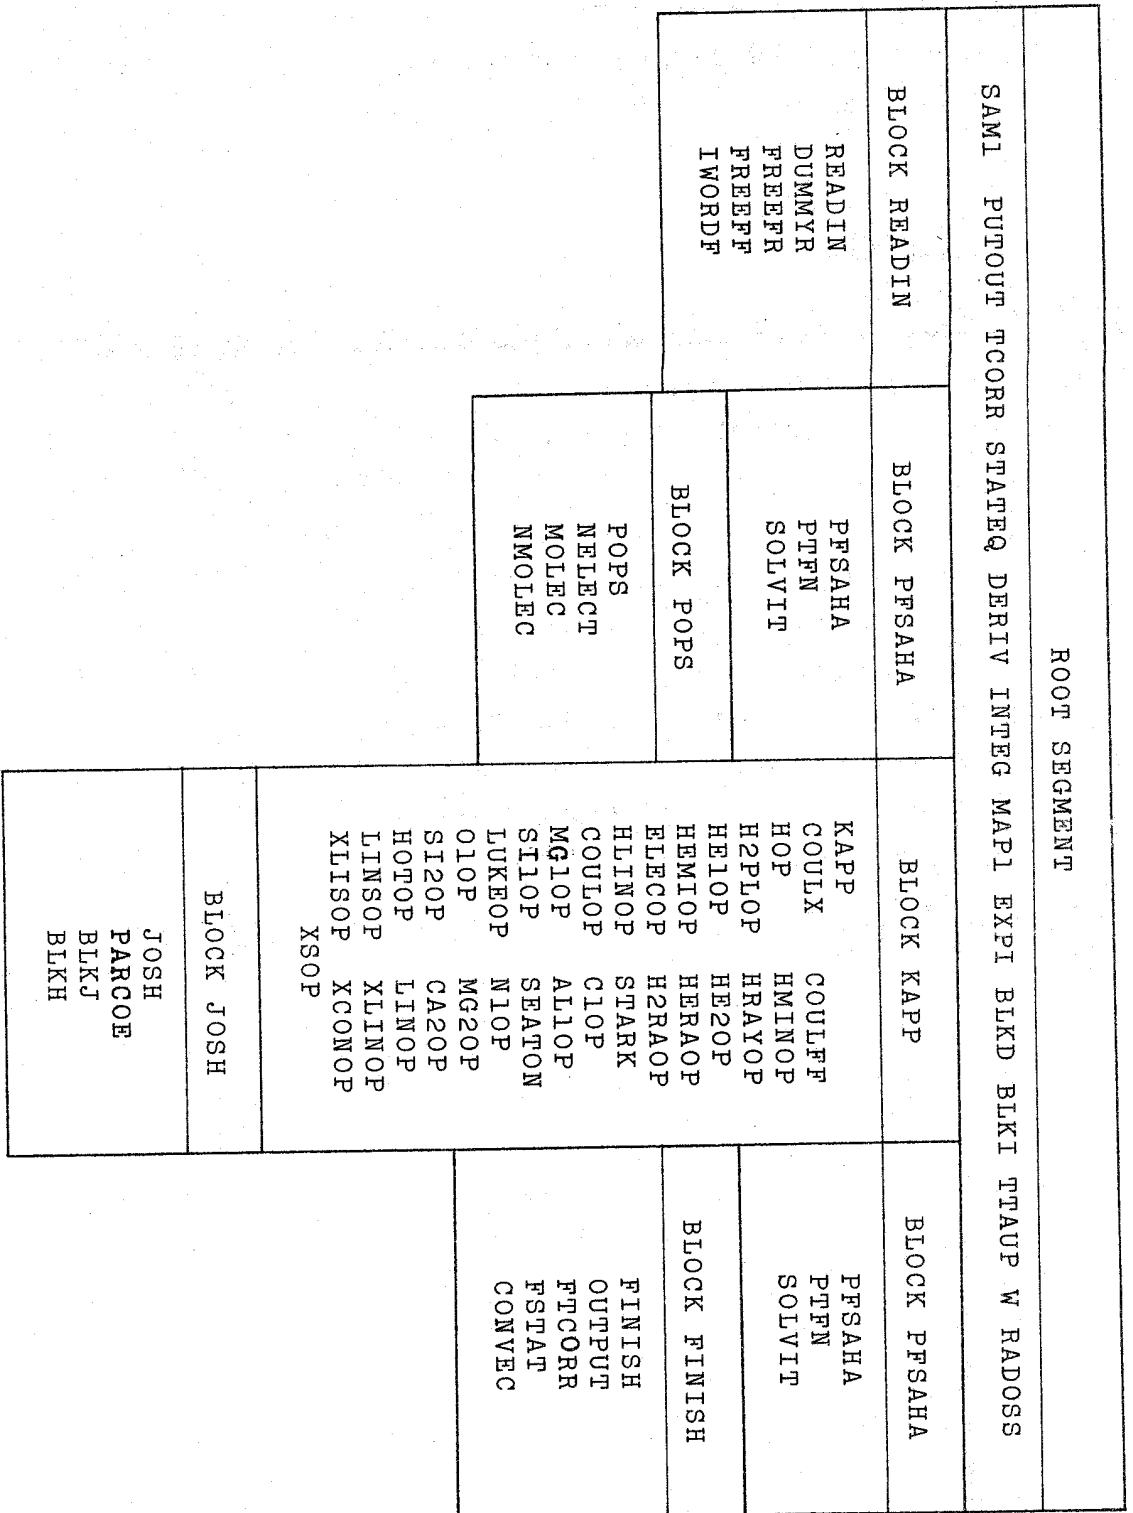 ROOT SEGMENT
SAM1 PUTOUT TCORR STATEQ DERIV INTEG MAP1 EXPI BLKD BLKI TTAUP W RADOSS
BLOCK READIN
READIN
DUMMYR
FREEFR
FREEFF
IWORDF
BLOCK PFSAHA
PFSAHA
PTFN
SOLVIT
BLOCK POPS
POPS
NELECT
MOLEC
NMOLEC
BLOCK KAPP
KAPP
COULX COULFF
HOP HMINOP
H2PLOP HRAYOP
HE1OP HE2OP
HEMIOP HERAOP
ELECOP H2RAOP
HLINOP STARK
COULOP C1OP
MG1OP AL1OP
SI1OP SEATON
LUKEOP N1OP
O1OP MG2OP
SI2OP CA2OP
HOTOP LINOP
LINSOP XLINOP
XLISOP XCONOP
XSOP
BLOCK JOSH
JOSH
PARCOE
BLKJ
BLKH
BLOCK PFSAHA
PFSAHA
PTFN
SOLVIT
BLOCK FINISH
FINISH
OUTPUT
FTCORR
FSTAT
CONVEC